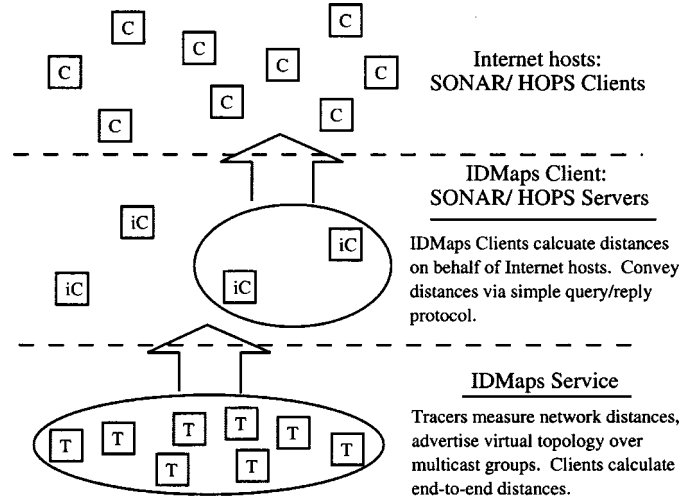 C
C
C
C
C
C
C
C
C
Internet hosts:
SONAR/ HOPS Clients
IDMaps Client:
SONAR/ HOPS Servers
iC
iC
iC
iC
IDMaps Clients calcuate distances
on behalf of Internet hosts. Convey
distances via simple query/reply
protocol.
IDMaps Service
T
T
T
T
T
T
T
T
Tracers measure network distances,
advertise virtual topology over
multicast groups. Clients calculate
end-to-end distances.